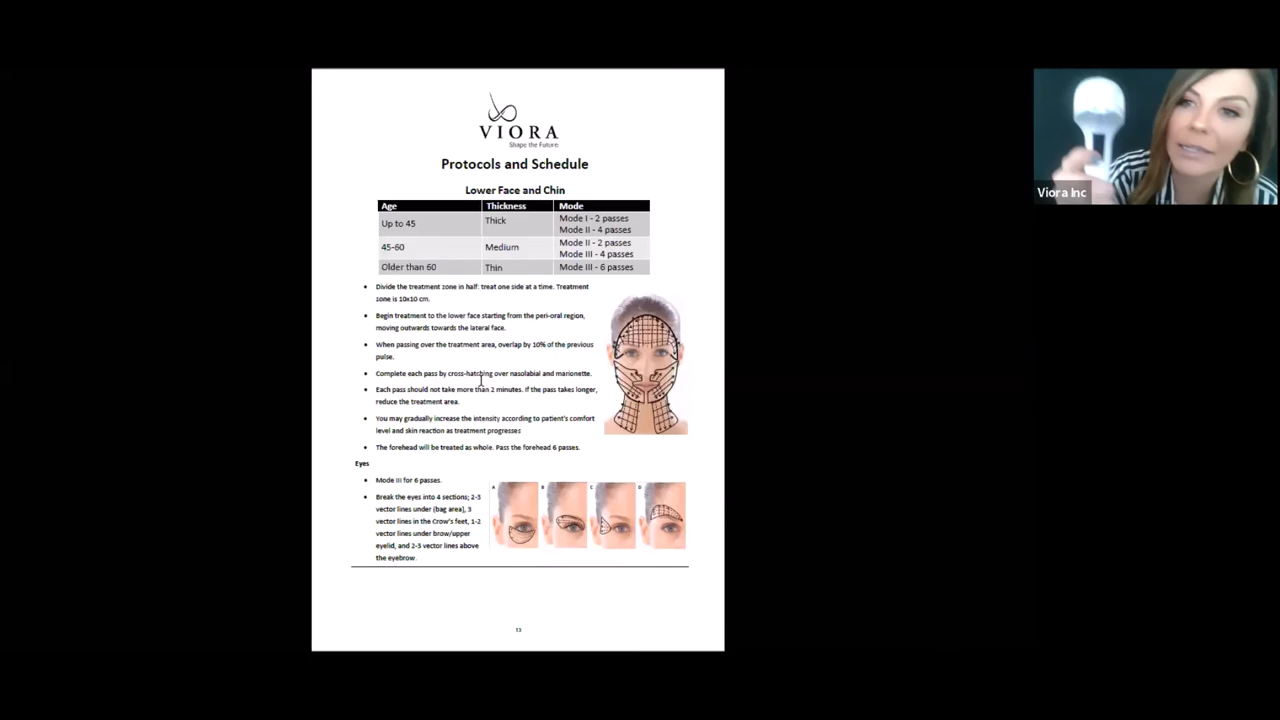 VIORA
Shape the Future
Protocols and Schedule
Lower Face and Chin
Age Thickness Mode
Up to 45 Thick Mode I - 2 passes
Mode II - 4 passes
45-60 Medium Mode II - 2 passes
Mode III - 4 passes
Older than 60 Thin Mode III - 6 passes
• Divide the treatment zone in half: treat one side at a time. Treatment
zone is 10x10 cm.
• Begin treatment to the lower face starting from the peri-oral region,
moving outwards towards the lateral face.
• When passing over the treatment area, overlap by 10% of the previous
pulse.
• Complete each pass by cross-hatching over nasolabial and marionette.
• Each pass should not take more than 2 minutes. If the pass takes longer,
reduce the treatment area.
• You may gradually increase the intensity according to patient's comfort
level and skin reaction as treatment progresses
• The forehead will be treated as whole. Pass the forehead 6 passes.
Eyes
• Mode III for 6 passes.
• Break the eyes into 4 sections; 2-3
vector lines under (bag area), 3
vector lines in the Crow's feet, 1-2
vector lines under brow/upper
eyelid, and 2-3 vector lines above
the eyebrow.
A B C D
13
Viora Inc